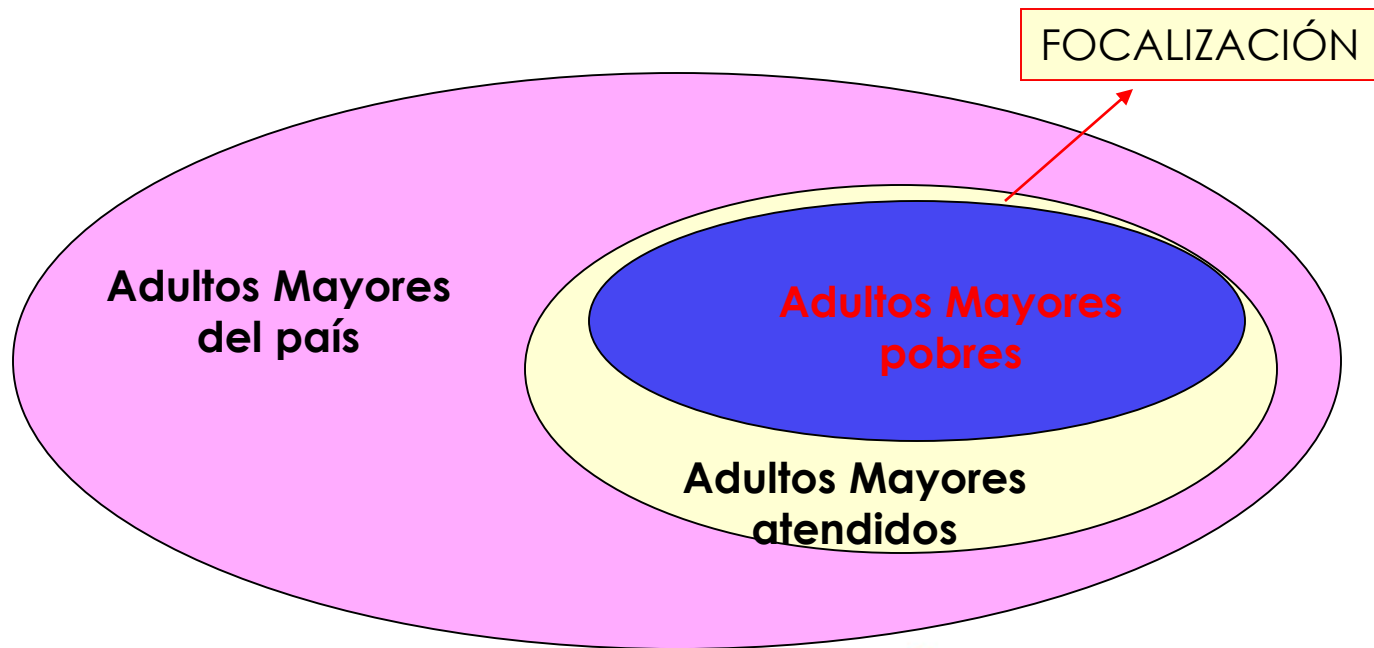 FOCALIZACIÓN
Adultos Mayores
del país
Adultos Mayores
pobres
Adultos Mayores
atendidos